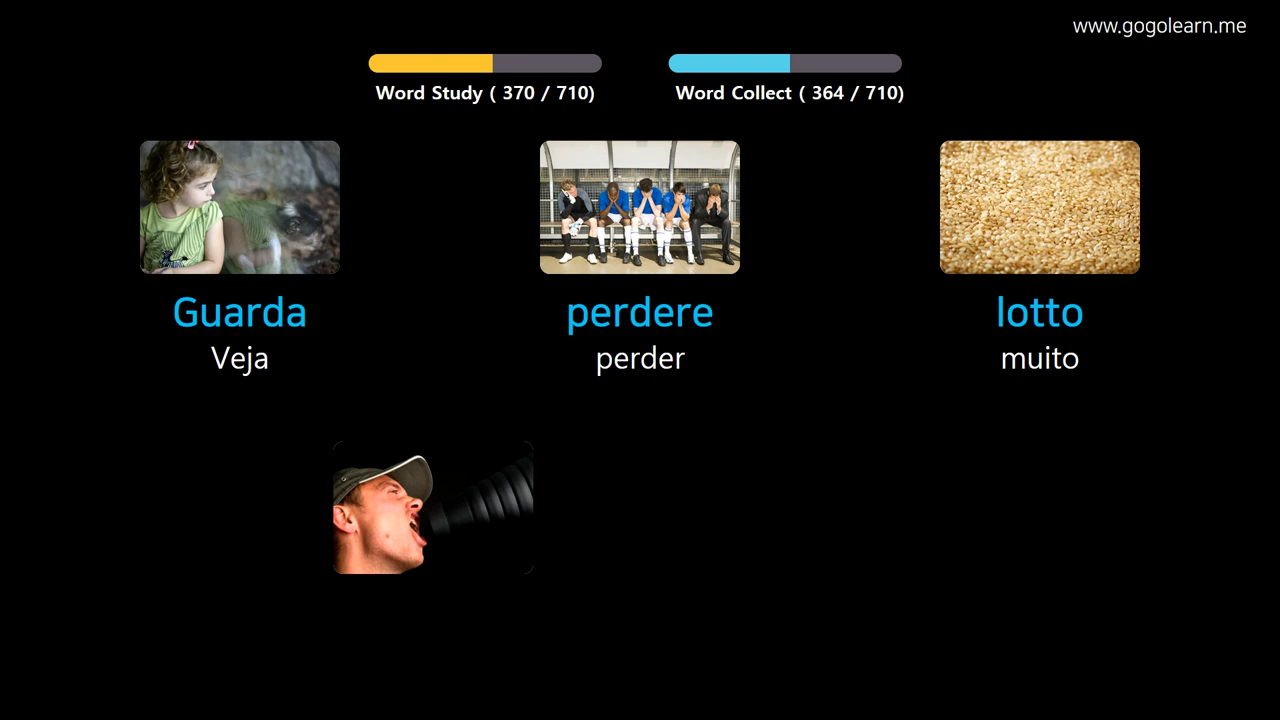 www.gogolearn.me
Word Study ( 370 / 710)
Word Collect ( 364 / 710)
Guarda
Veja
perdere
perder
lotto
muito